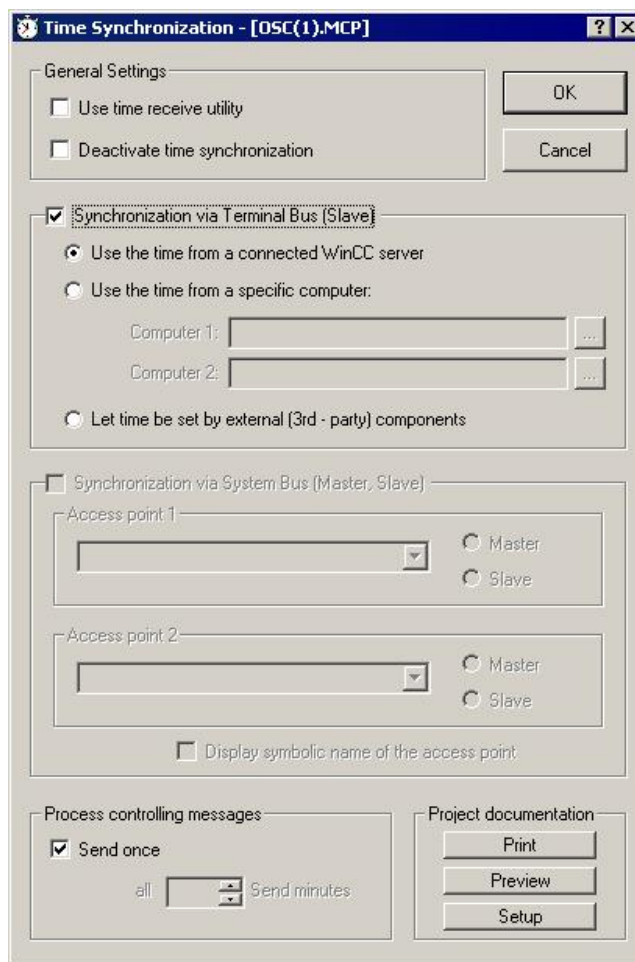 Time Synchronization - [OSC(1).MCP]
General Settings
Use time receive utility
Deactivate time synchronization
OK
Cancel
Synchronization via Terminal Bus (Slave)
Use the time from a connected WinCC server
Use the time from a specific computer:
Computer 1:
...
Computer 2:
...
Let time be set by external (3rd - party) components
Synchronization via System Bus (Master, Slave)
Access point 1
Master
Slave
Access point 2
Master
Slave
Display symbolic name of the access point
Process controlling messages
Send once
all Send minutes
Project documentation
Print
Preview
Setup